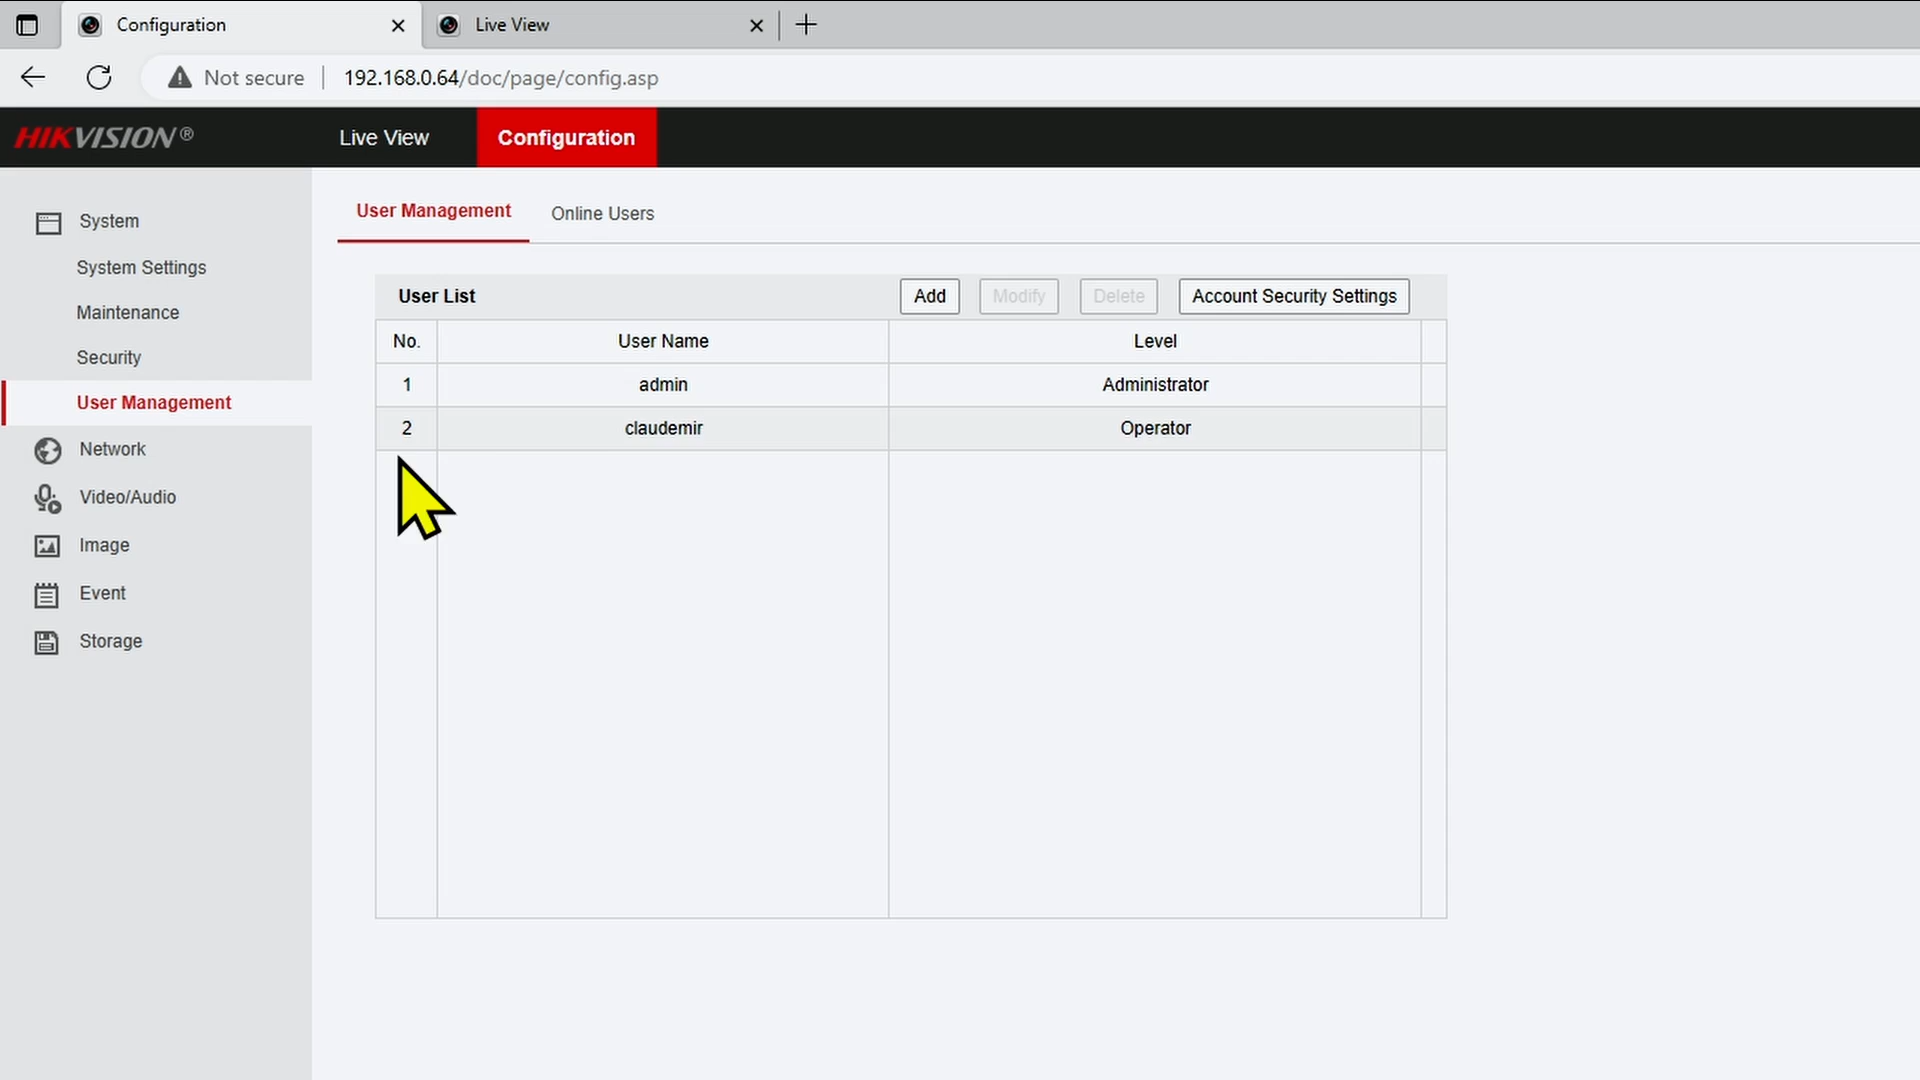 Configuration
Live View
Not secure
192.168.0.64/doc/page/config.asp
HIKVISION®
Live View
Configuration
System
System Settings
Maintenance
Security
User Management
Network
Video/Audio
Image
Event
Storage
User Management
Online Users
User List
Add
Modify
Delete
Account Security Settings
No. User Name Level
1 admin Administrator
2 claudemir Operator